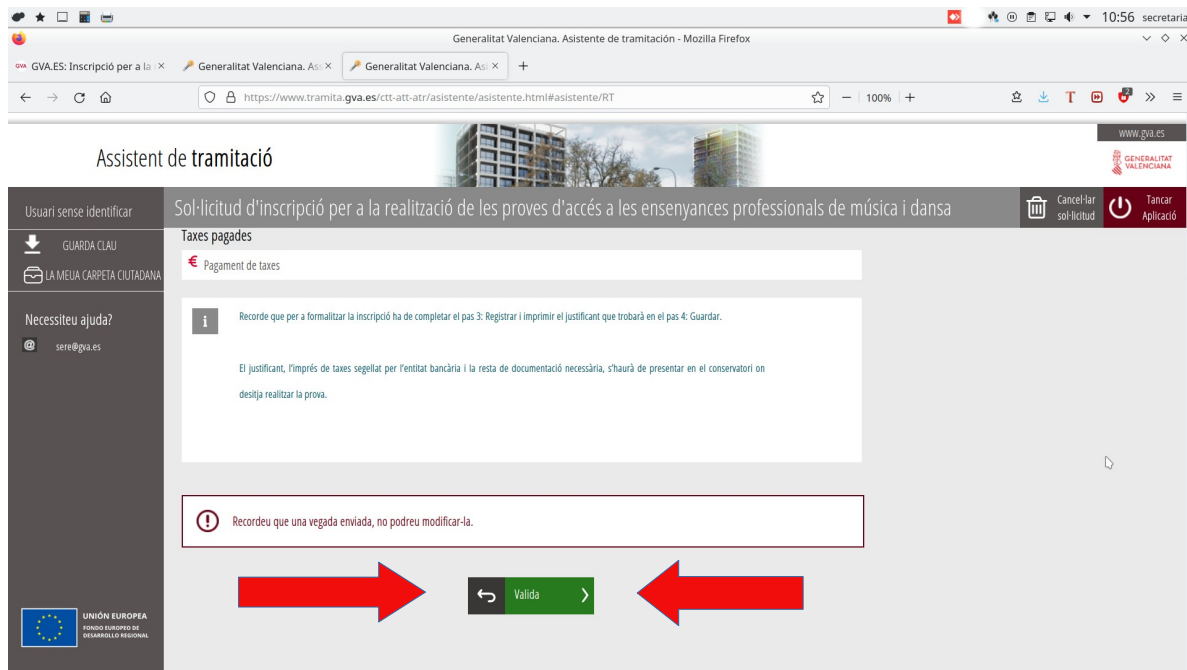 10:56 secretaria
Generalitat Valenciana. Asistente de tramitación - Mozilla Firefox
GVA GVA.ES: Inscripció per a la
Generalitat Valenciana. Ass
Generalitat Valenciana. Asi
https://www.tramita.gva.es/ctt-att-atr/asistente/asistente.html#asistente/RT
100%
www.gva.es
Assistent de tramitació
GENERALITAT
VALENCIANA
Usuari sense identificar
Sol·licitud d'inscripció per a la realització de les proves d'accés a les ensenyances professionals de música i dansa
Cancel·lar
sol·licitud
Tancar
Aplicació
GUARDA CLAU
LA MEUA CARPETA CIUTADANA
Necessiteu ajuda?
@ sere@gva.es
Taxes pagades
€ Pagament de taxes
i Recorde que per a formalitzar la inscripció ha de completar el pas 3: Registrar i imprimir el justificant que trobarà en el pas 4: Guardar.
El justificant, l'imprés de taxes segellat per l'entitat bancària i la resta de documentació necessària, s'haurà de presentar en el conservatori on
desitja realitzar la prova.
Recordeu que una vegada enviada, no podreu modificar-la.
Valida
UNIÓN EUROPEA
FONDO EUROPEO DE
DESARROLLO REGIONAL